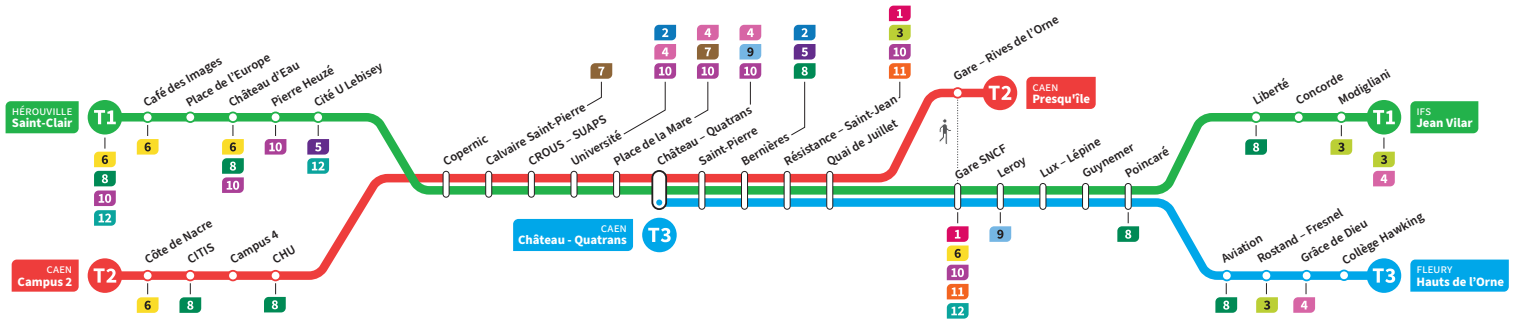 HÉROUVILLE
Saint-Clair
T1
6
8
10
12
Café des Images
6
Place de l'Europe
Château d'Eau
6
8
10
Pierre Heuzé
10
Cité U Lebisey
5
12
CAEN
Campus 2
T2
Côte de Nacre
6
CITIS
8
Campus 4
CHU
8
Copernic
Calvaire Saint-Pierre
7
CROUS – SUAPS
Université
2
4
10
Place de la Mare
4
7
10
Château – Quatrans
4
9
10
CAEN
Château - Quatrans
T3
Saint-Pierre
Bernières
2
5
8
Résistance – Saint-Jean
1
3
10
11
Quai de Juillet
Gare – Rives de l'Orne
T2
CAEN
Presqu'île
Gare SNCF
1
6
10
11
12
Leroy
9
Lux – Lépine
Guynemer
Poincaré
8
Liberté
8
Concorde
Modigliani
3
T1
3
4
IFS
Jean Vilar
Aviation
8
Rostand – Fresnel
3
Grâce de Dieu
4
Collège Hawking
T3
FLEURY
Hauts de l'Orne